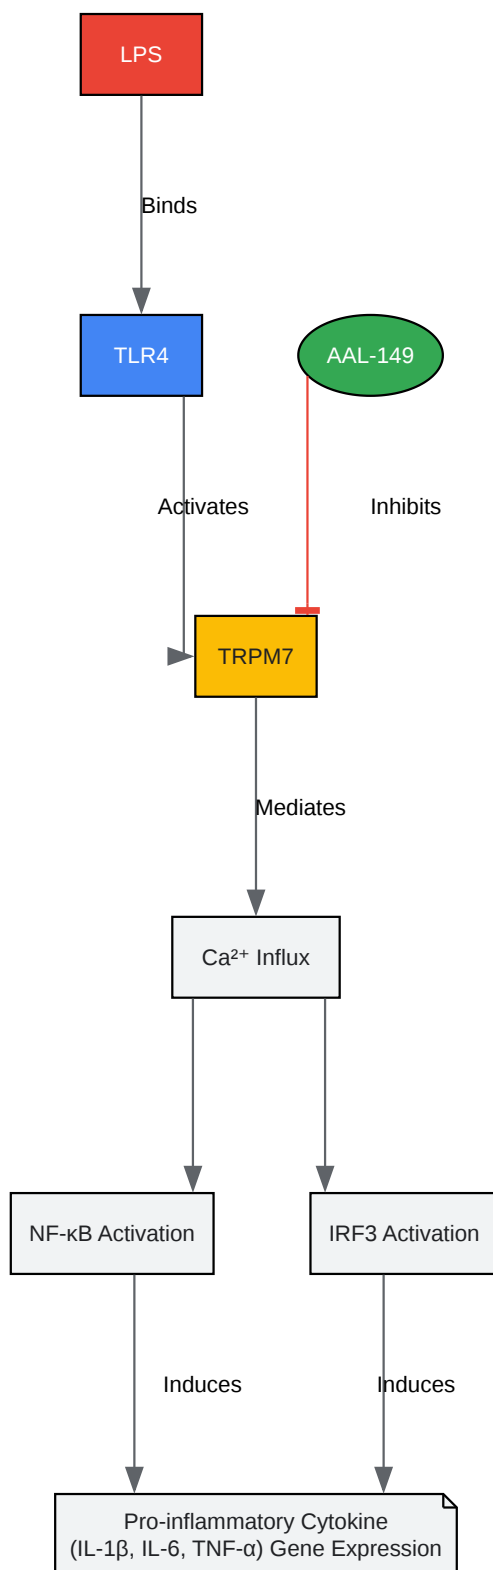 LPS
Binds
TLR4
AAL-149
Activates
Inhibits
TRPM7
Mediates
Ca²⁺ Influx
NF-κB Activation
IRF3 Activation
Induces
Induces
Pro-inflammatory Cytokine
(IL-1β, IL-6, TNF-α) Gene Expression